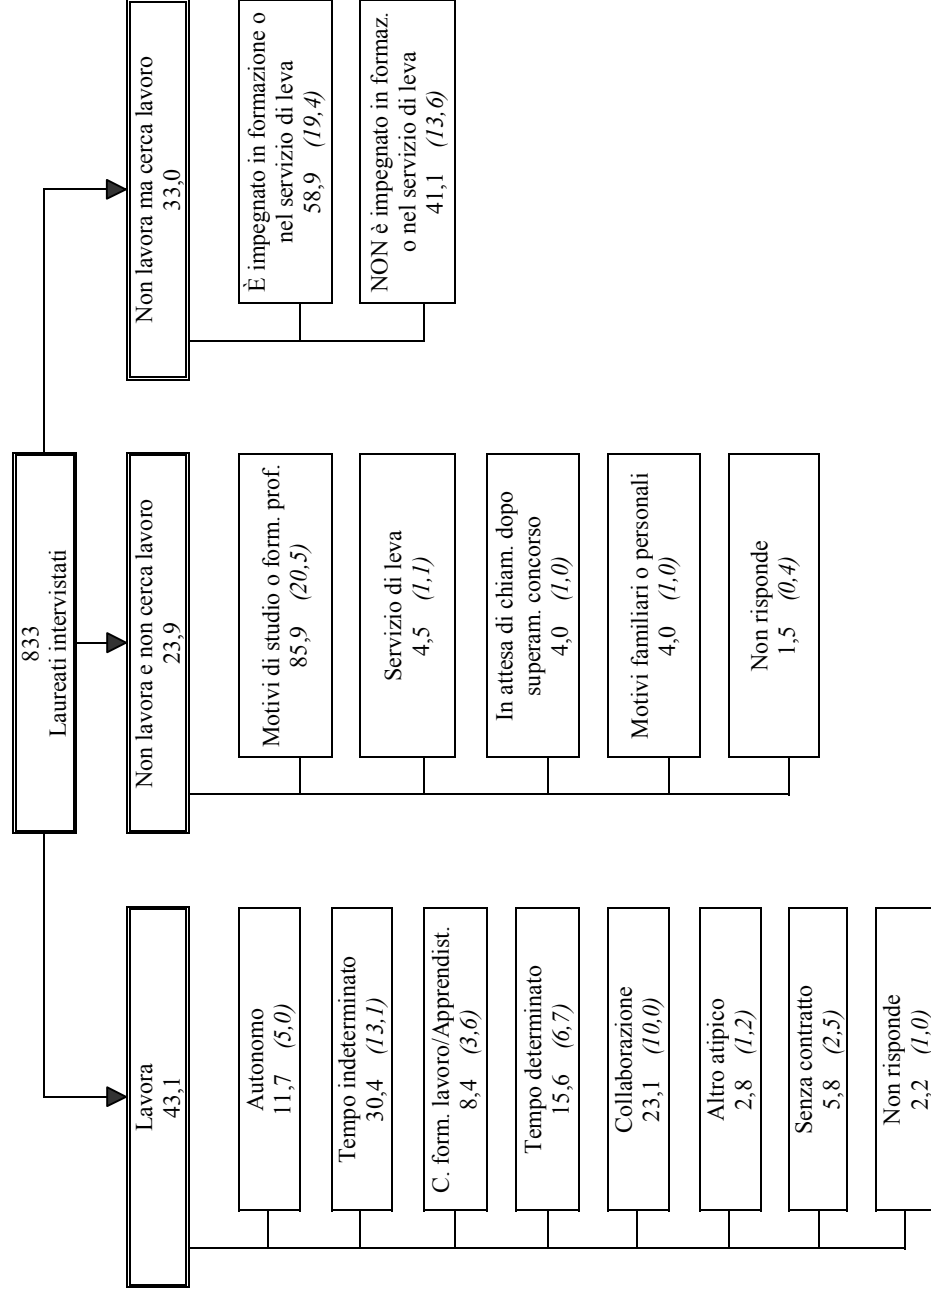 833
Laureati intervistati
Lavora
43,1
Autonomo
11,7 (5,0)
Tempo indeterminato
30,4 (13,1)
C. form. lavoro/Apprendist.
8,4 (3,6)
Tempo determinato
15,6 (6,7)
Collaborazione
23,1 (10,0)
Altro atipico
2,8 (1,2)
Senza contratto
5,8 (2,5)
Non risponde
2,2 (1,0)
Non lavora e non cerca lavoro
23,9
Motivi di studio o form. prof.
85,9 (20,5)
Servizio di leva
4,5 (1,1)
In attesa di chiam. dopo
superam. concorso
4,0 (1,0)
Motivi familiari o personali
4,0 (1,0)
Non risponde
1,5 (0,4)
Non lavora ma cerca lavoro
33,0
È impegnato in formazione o
nel servizio di leva
58,9 (19,4)
NON è impegnato in formaz.
o nel servizio di leva
41,1 (13,6)